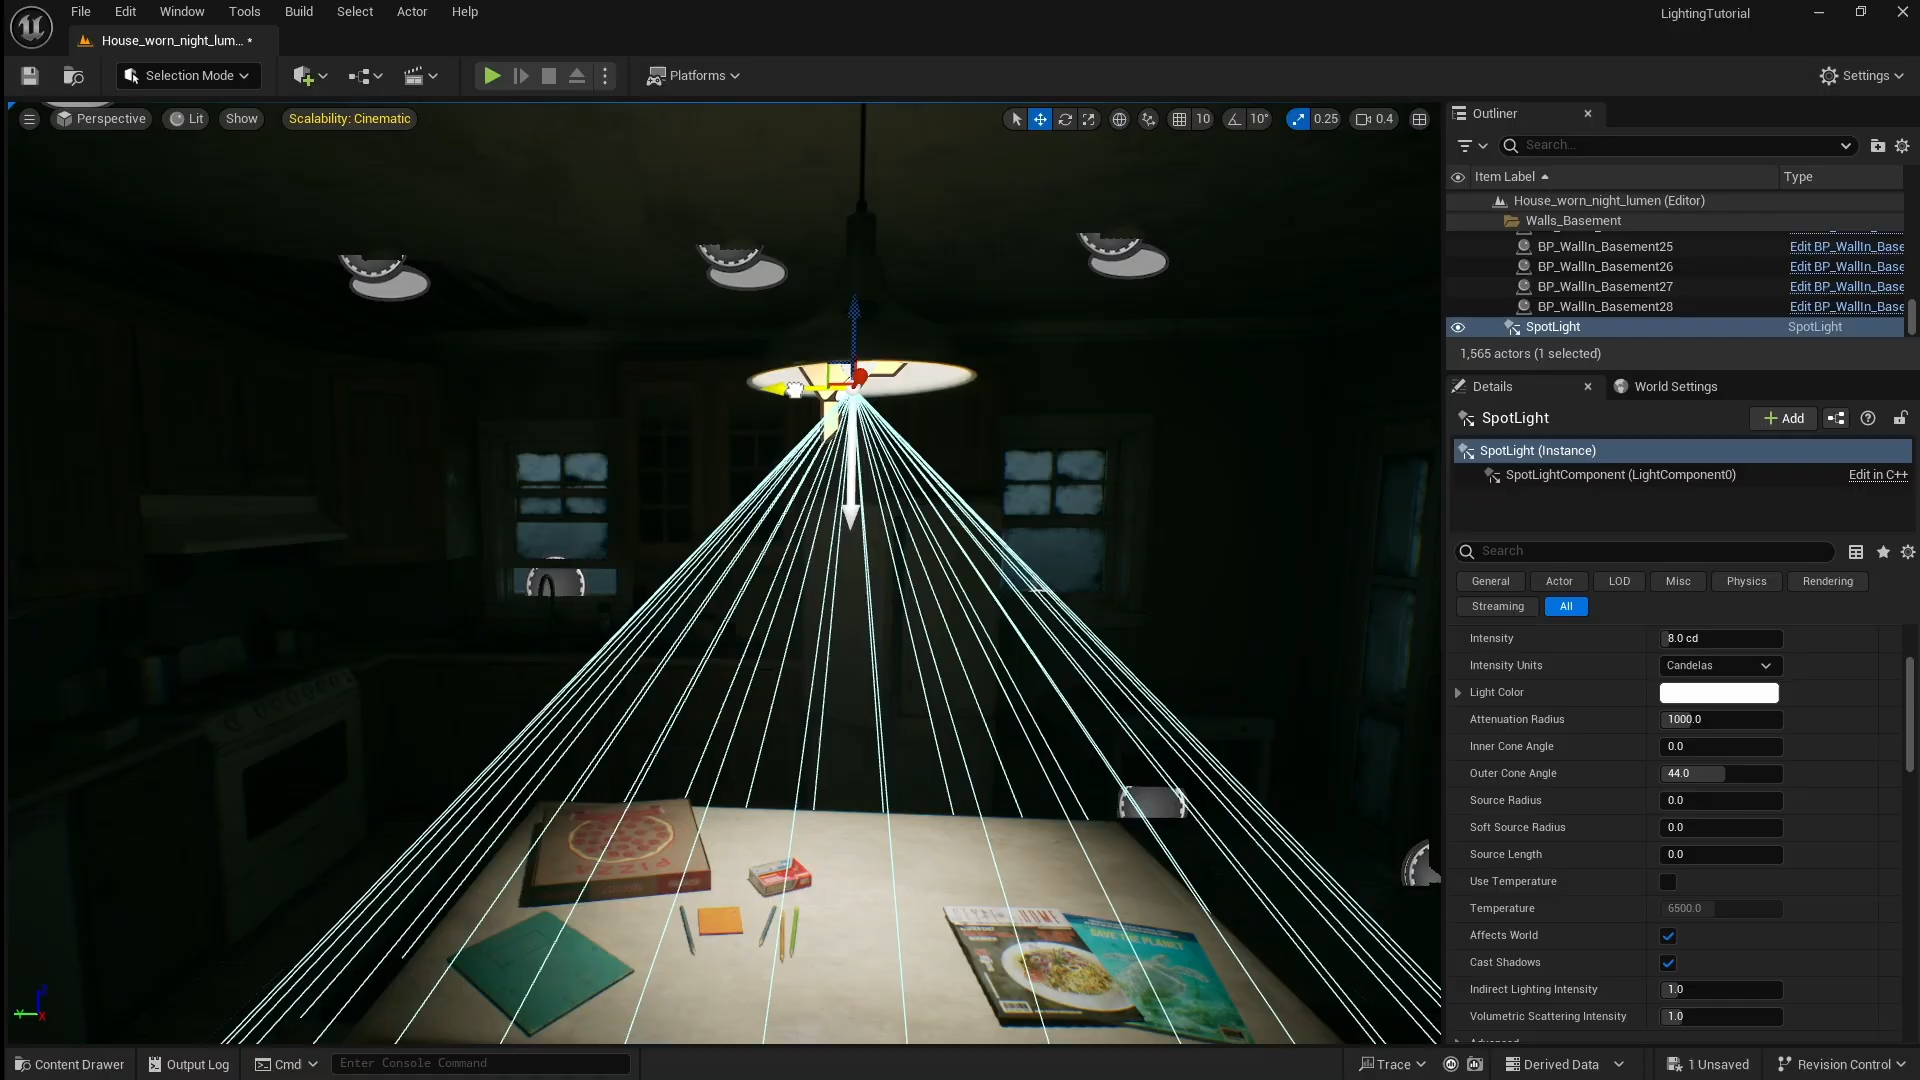 File Edit Window Tools Build Select Actor Help
LightingTutorial
House_worn_night_lum... •
Selection Mode
Platforms
Settings
Perspective Lit Show Scalability: Cinematic
10 10° 0.25 0.4
Outliner
Search...
Item Label Type
House_worn_night_lumen (Editor)
Walls_Basement
BP_WallIn_Basement25 Edit BP_WallIn_Base
BP_WallIn_Basement26 Edit BP_WallIn_Base
BP_WallIn_Basement27 Edit BP_WallIn_Base
BP_WallIn_Basement28 Edit BP_WallIn_Base
SpotLight SpotLight
1,565 actors (1 selected)
Details World Settings
SpotLight Add
SpotLight (Instance)
SpotLightComponent (LightComponent0) Edit in C++
Search
General Actor LOD Misc Physics Rendering
Streaming All
Intensity 8.0 cd
Intensity Units Candelas
Light Color
Attenuation Radius 1000.0
Inner Cone Angle 0.0
Outer Cone Angle 44.0
Source Radius 0.0
Soft Source Radius 0.0
Source Length 0.0
Use Temperature
Temperature 6500.0
Affects World
Cast Shadows
Indirect Lighting Intensity 1.0
Volumetric Scattering Intensity 1.0
PIZZA
HOME
SAVE THE PLANET
Content Drawer Output Log Cmd Enter Console Command
Trace Derived Data 1 Unsaved Revision Control